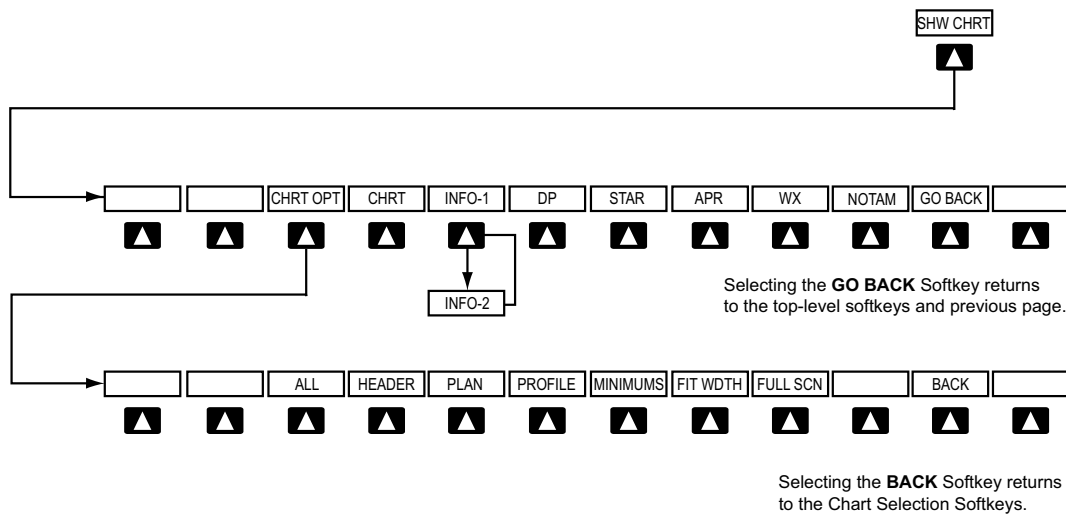 SHW CHRT
CHRT OPT CHRT INFO-1 DP STAR APR WX NOTAM GO BACK
Selecting the GO BACK Softkey returns
to the top-level softkeys and previous page.
INFO-2
ALL HEADER PLAN PROFILE MINIMUMS FIT WDTH FULL SCN BACK
Selecting the BACK Softkey returns
to the Chart Selection Softkeys.